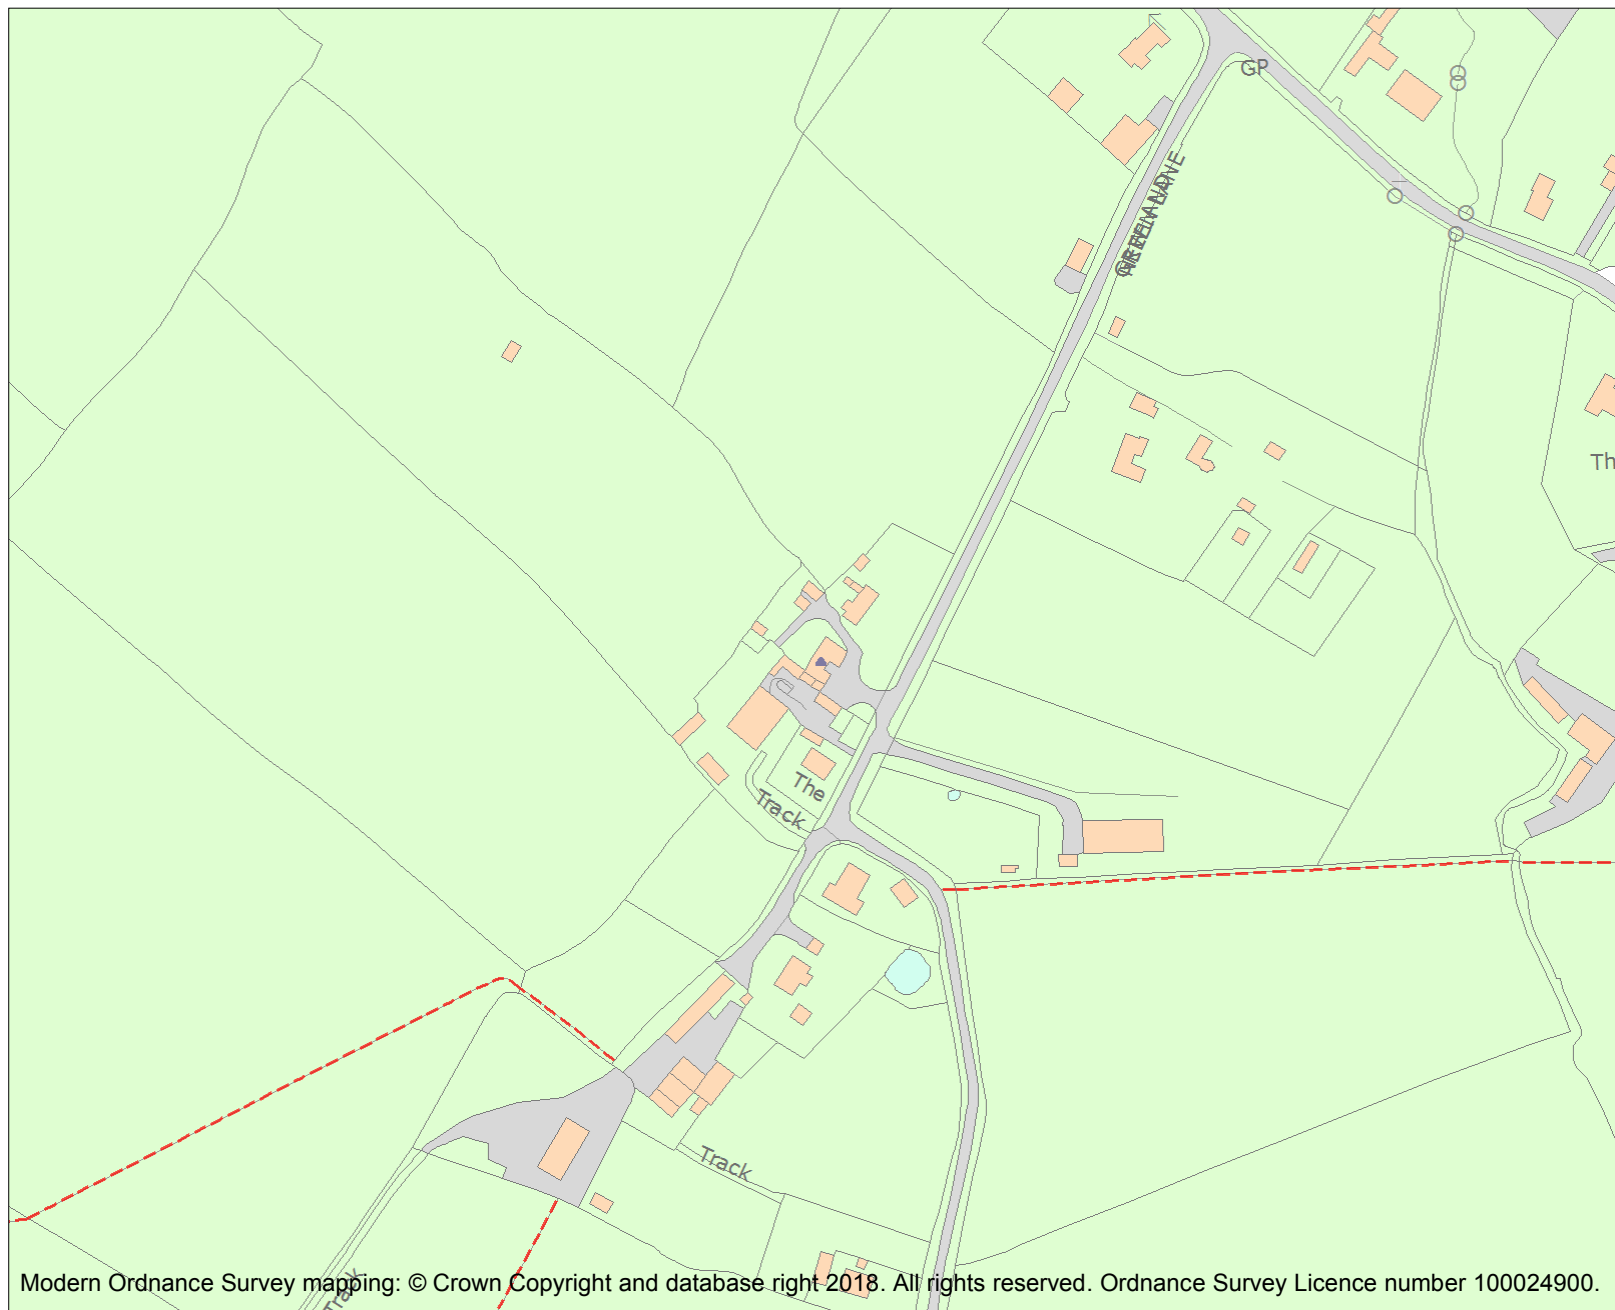 GP
Th
The
Track
Track
Track
Modern Ordnance Survey mapping: © Crown Copyright and database right 2018. All rights reserved. Ordnance Survey Licence number 100024900.